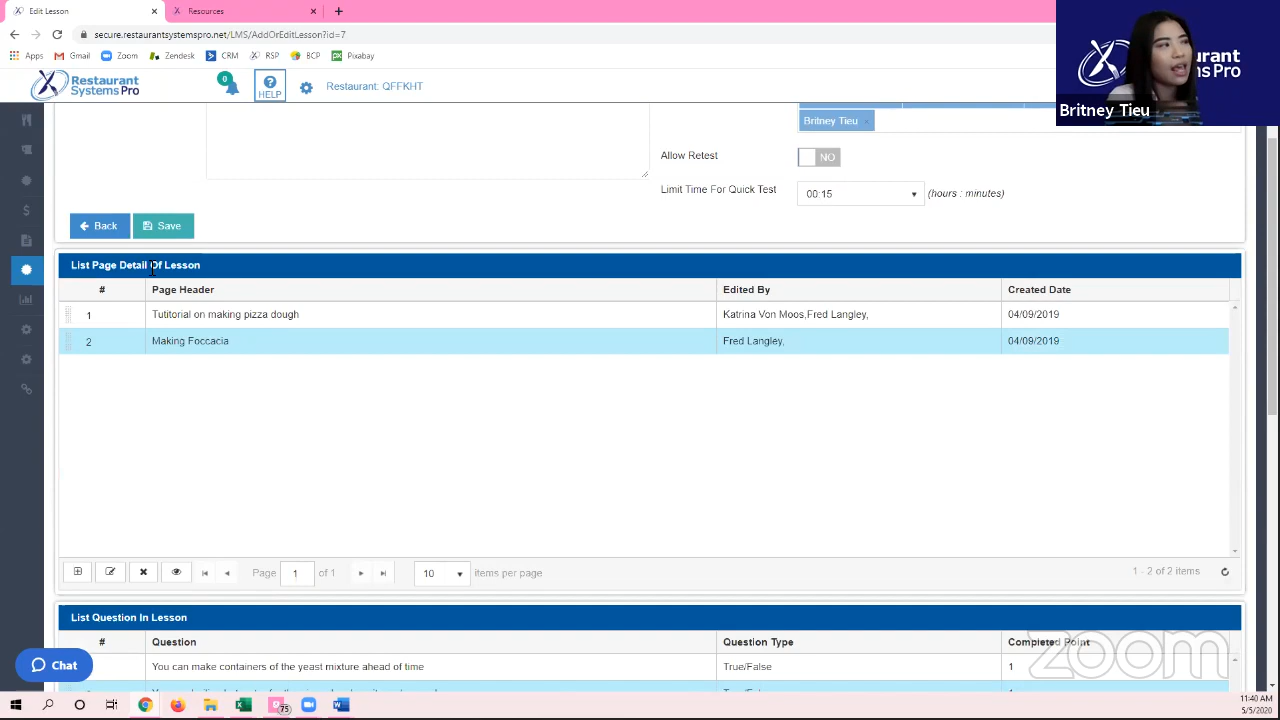 Edit Lesson
Resources
secure.restaurantsystemspro.net/LMS/AddOrEditLesson?id=7
Apps Gmail Zoom Zendesk CRM RSP BCP Pixabay
Restaurant Systems Pro
0
HELP
Restaurant: QFFKHT
urant
Pro
Britney Tieu
Britney Tieu ×
Allow Retest NO
Limit Time For Quick Test 00:15 (hours : minutes)
Back Save
List Page Detail Of Lesson
# Page Header Edited By Created Date
1 Tutitorial on making pizza dough Katrina Von Moos,Fred Langley, 04/09/2019
2 Making Foccacia Fred Langley, 04/09/2019
Page 1 of 1 10 items per page 1 - 2 of 2 items
List Question In Lesson
# Question Question Type Completed Point
You can make containers of the yeast mixture ahead of time True/False 1
Chat
zoom
75
11:40 AM
5/5/2020